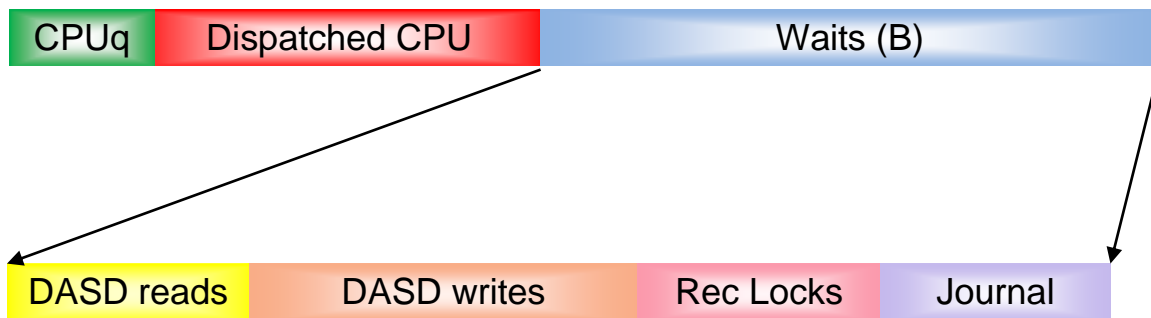 CPUq Dispatched CPU Waits (B)
DASD reads DASD writes Rec Locks Journal